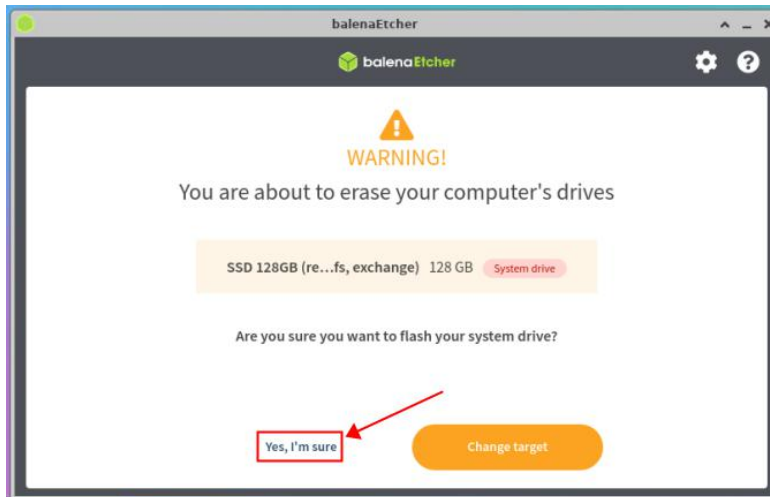 balenaEtcher
balenaEtcher
WARNING!
You are about to erase your computer's drives
SSD 128GB (re...fs, exchange) 128 GB System drive
Are you sure you want to flash your system drive?
Yes, I'm sure Change target